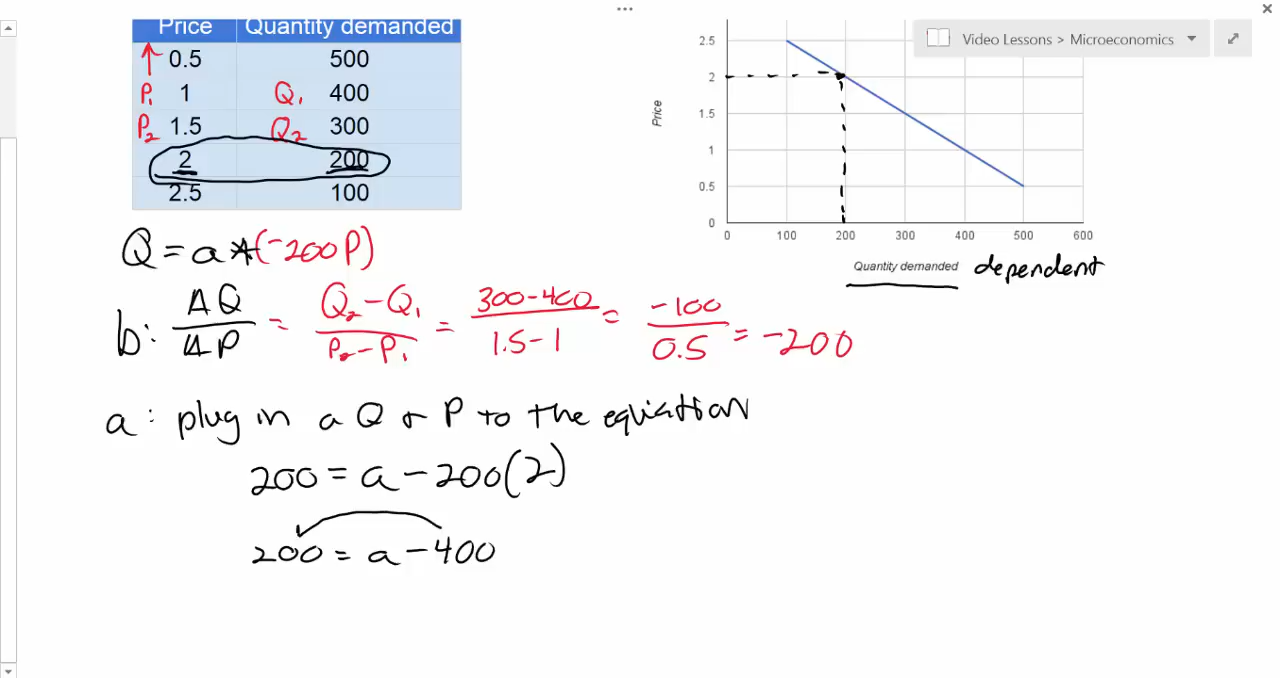 ...
Price Quantity demanded
0.5 500
P₁ 1 Q₁ 400
P₂ 1.5 Q₂ 300
2 200
2.5 100
Video Lessons > Microeconomics
Price
2.5
2
1.5
1
0.5
0
0 100 200 300 400 500 600
Quantity demanded dependent
Q = a + (-200P)
b: ΔQ/ΔP = Q₂-Q₁/P₂-P₁ = 300-400/1.5-1 = -100/0.5 = -200
a: plug in a Q & P to the equiation
200 = a - 200(2)
200 = a - 400